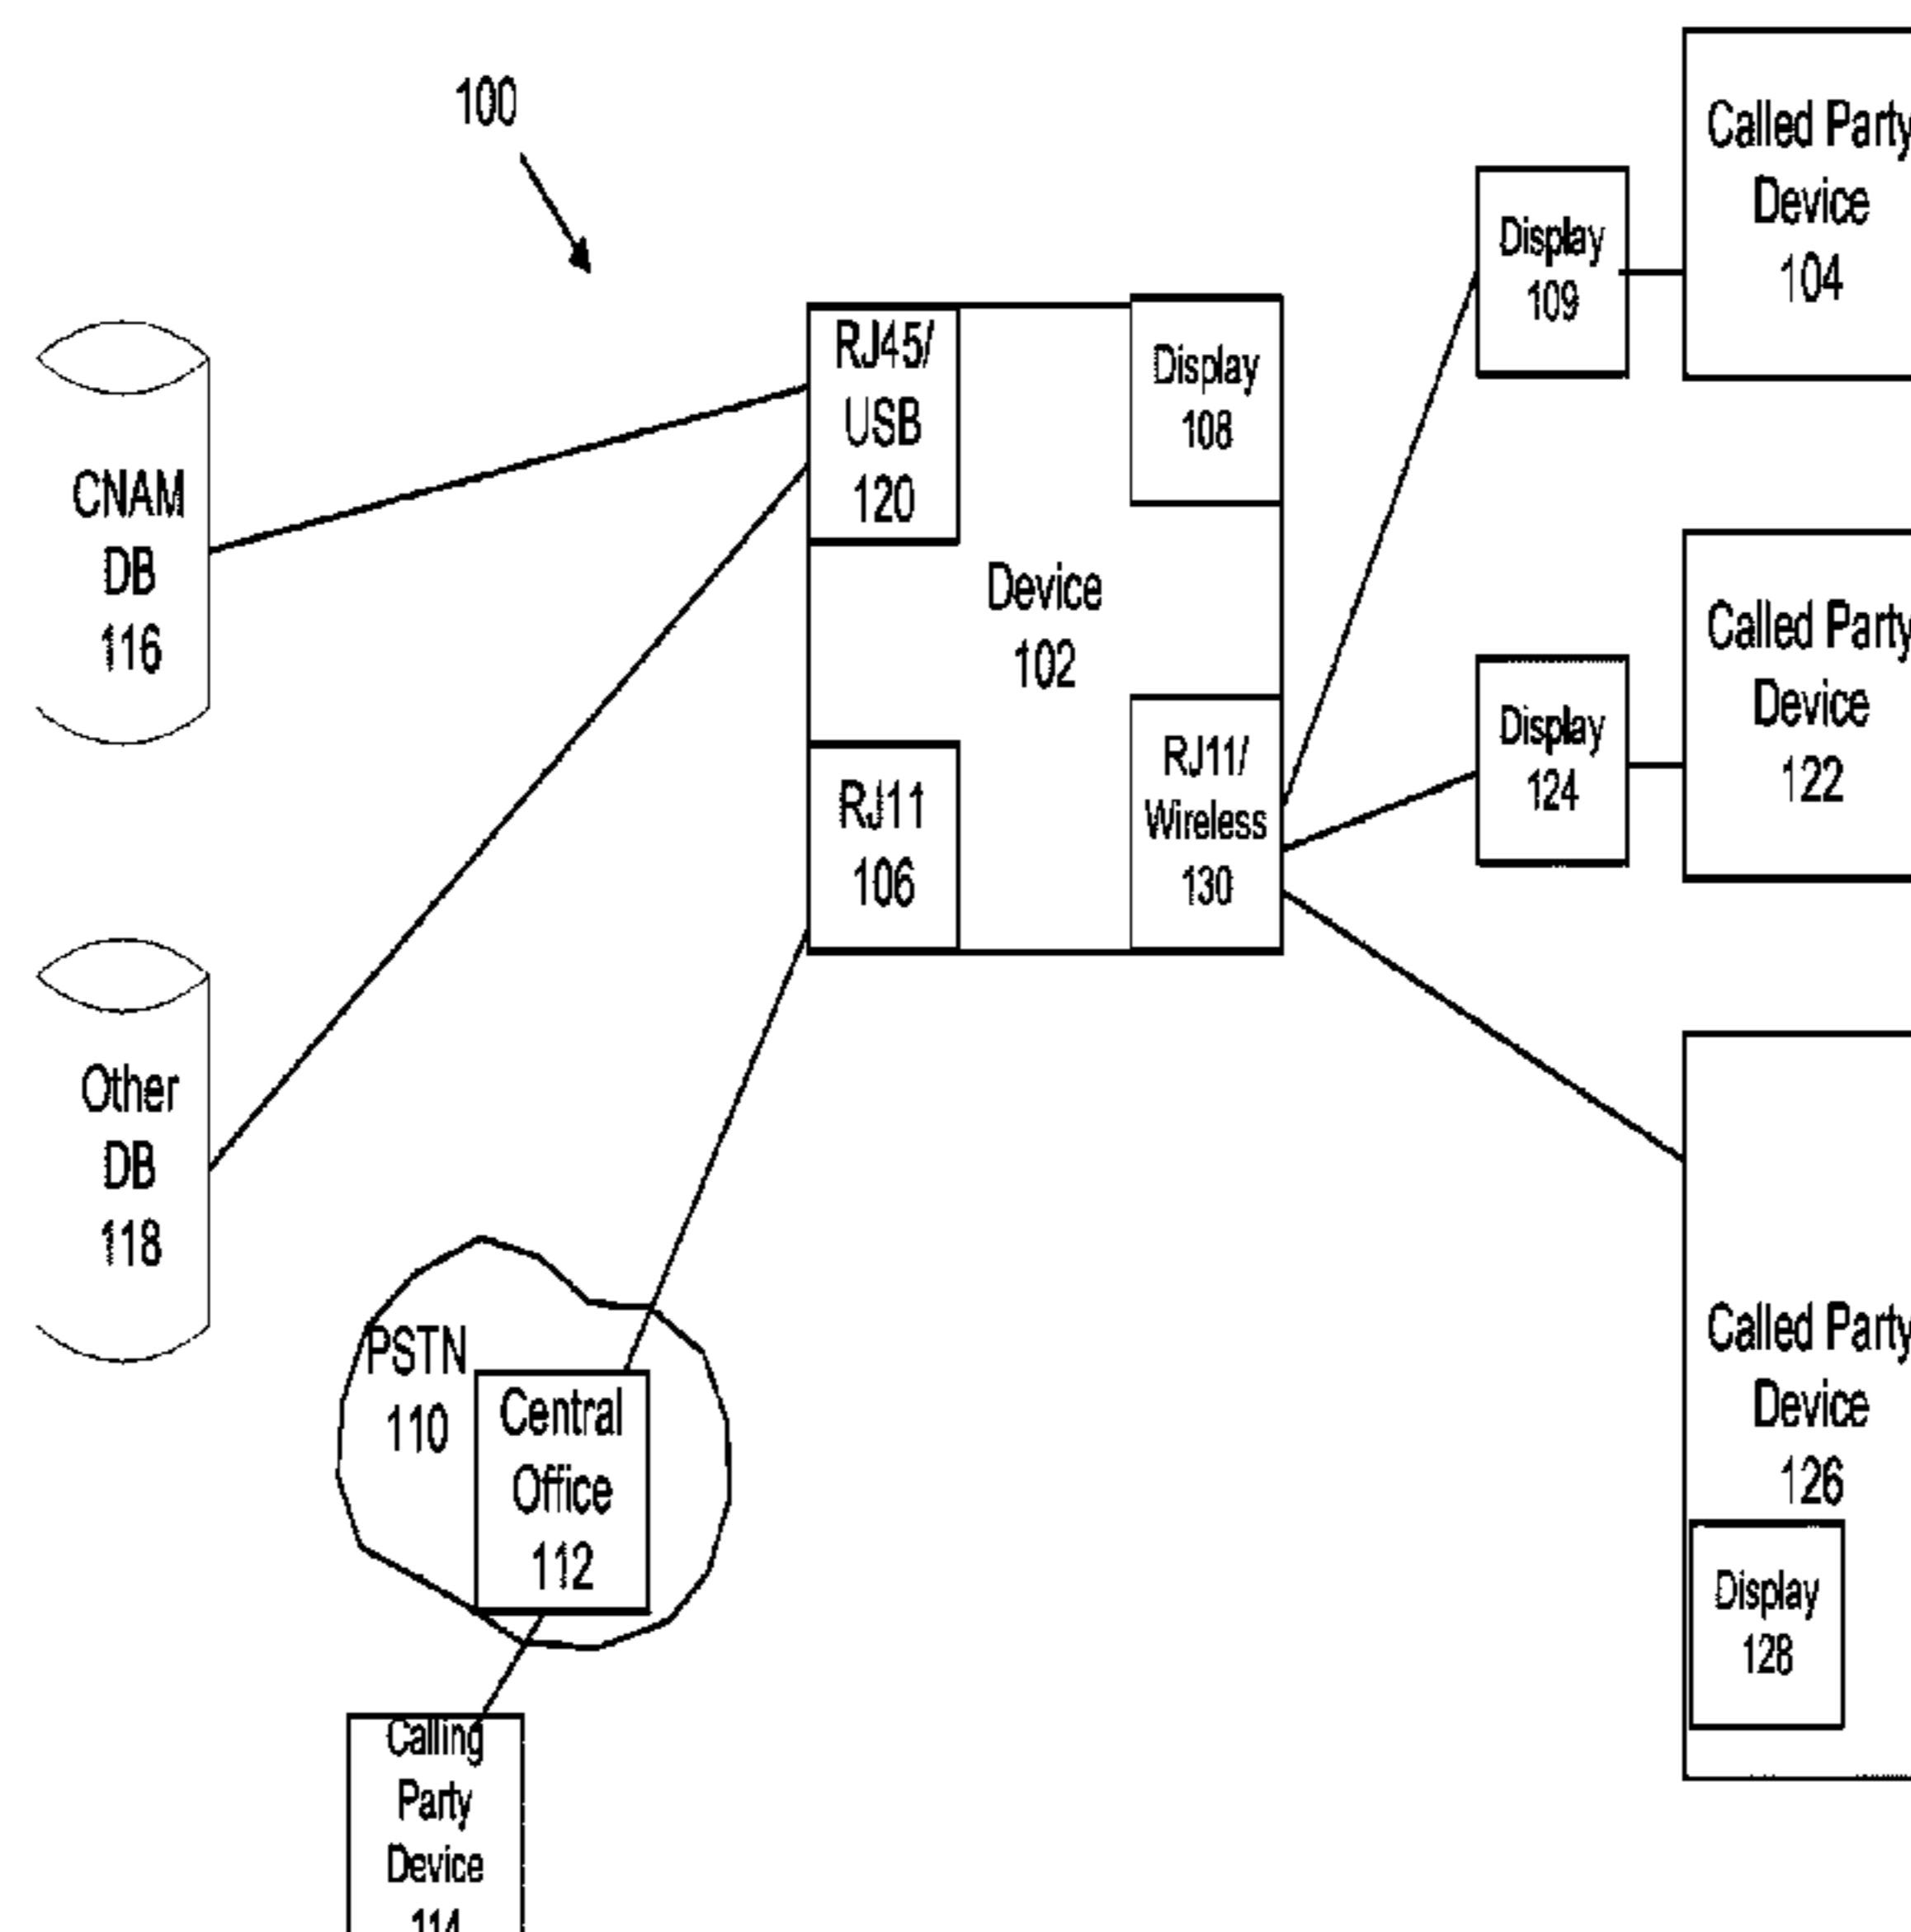 100
Called Party
Device
104
Display
109
RJ45/
USB
120
Display
108
CNAM
DB
116
Device
102
Called Party
Device
122
Display
124
RJ11
106
RJ11/
Wireless
130
Other
DB
118
PSTN
110
Central
Office
112
Called Party
Device
126
Display
128
Calling
Party
Device
114